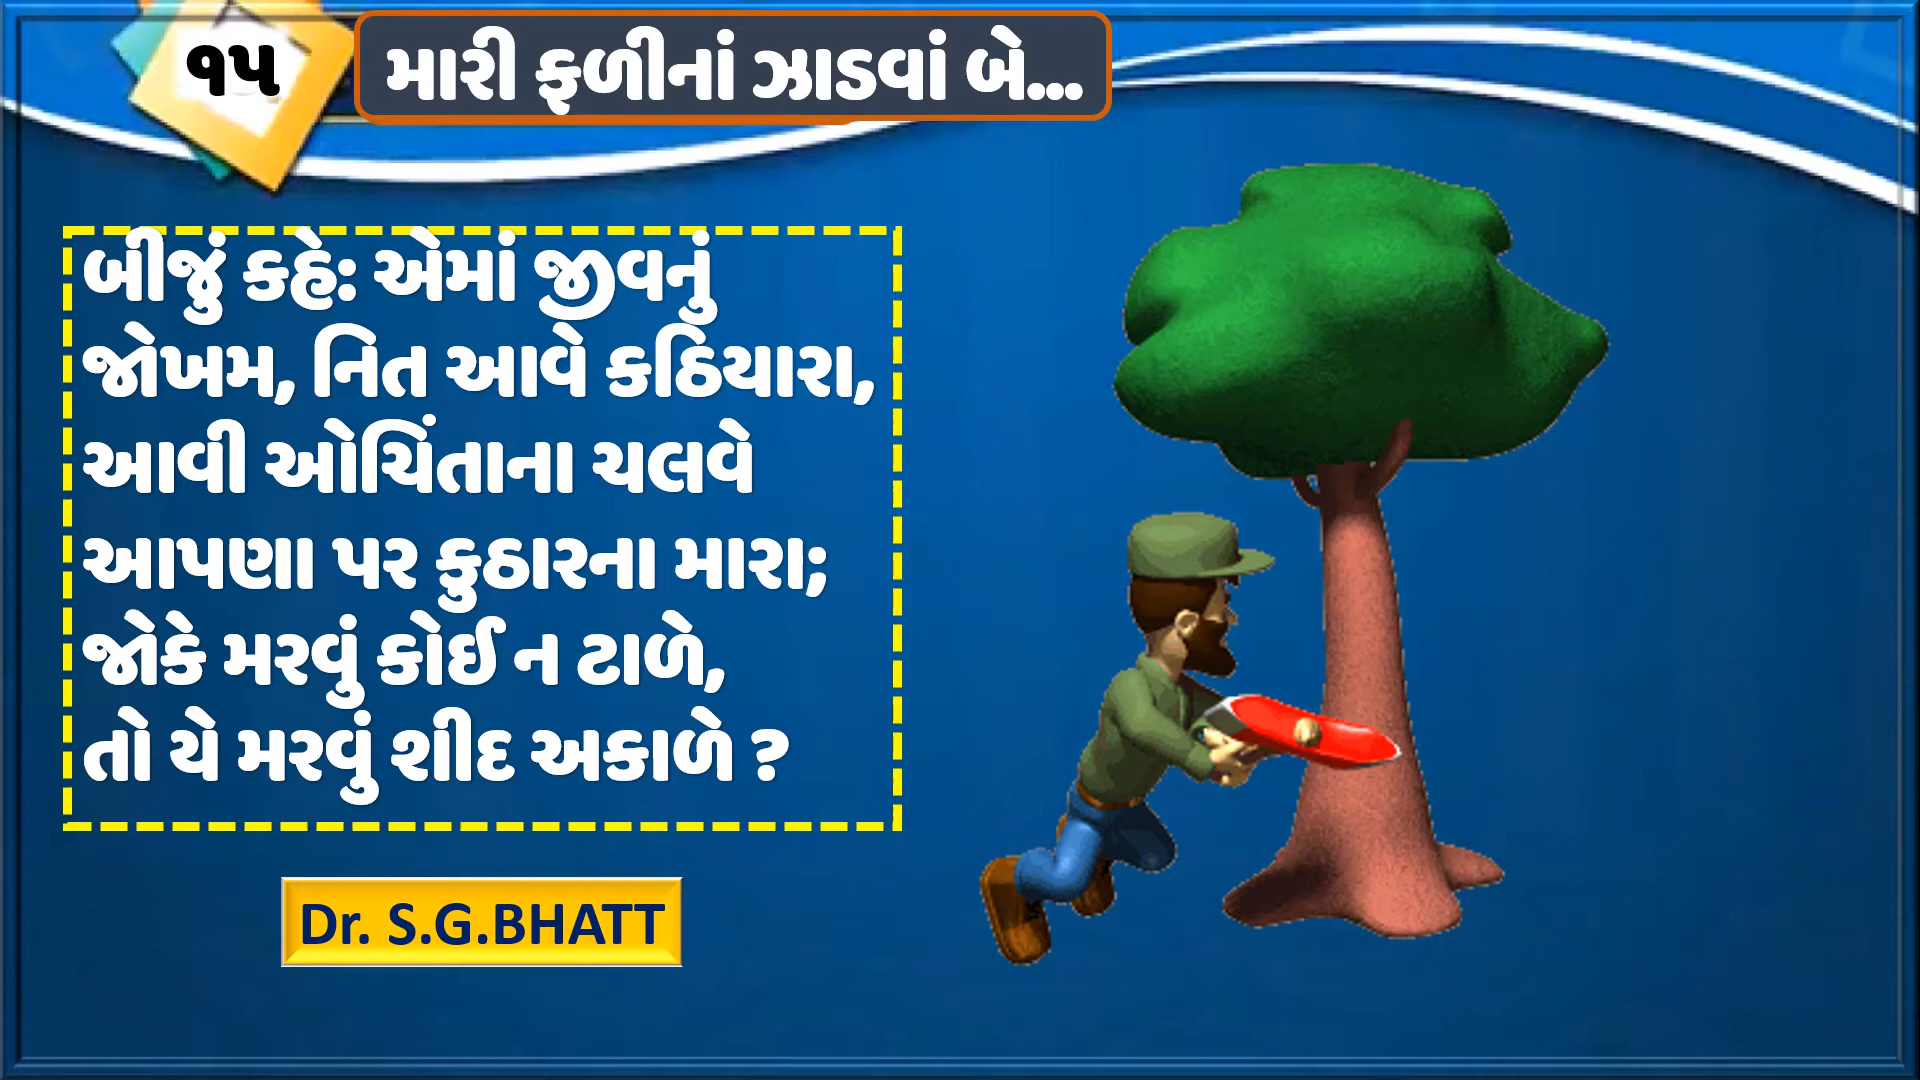 ૧૫
મારી ફળીનાં ઝાડવાં બે...
બીજું કહેઃ એમાં જીવનું
જોખમ, નિત આવે કઠિયારા,
આવી ઓચિંતાના ચલવે
આપણા પર કુઠારના મારા;
જોકે મરવું કોઈ ન ટાળે,
તો યે મરવું શીદ અકાળે ?
Dr. S.G.BHATT